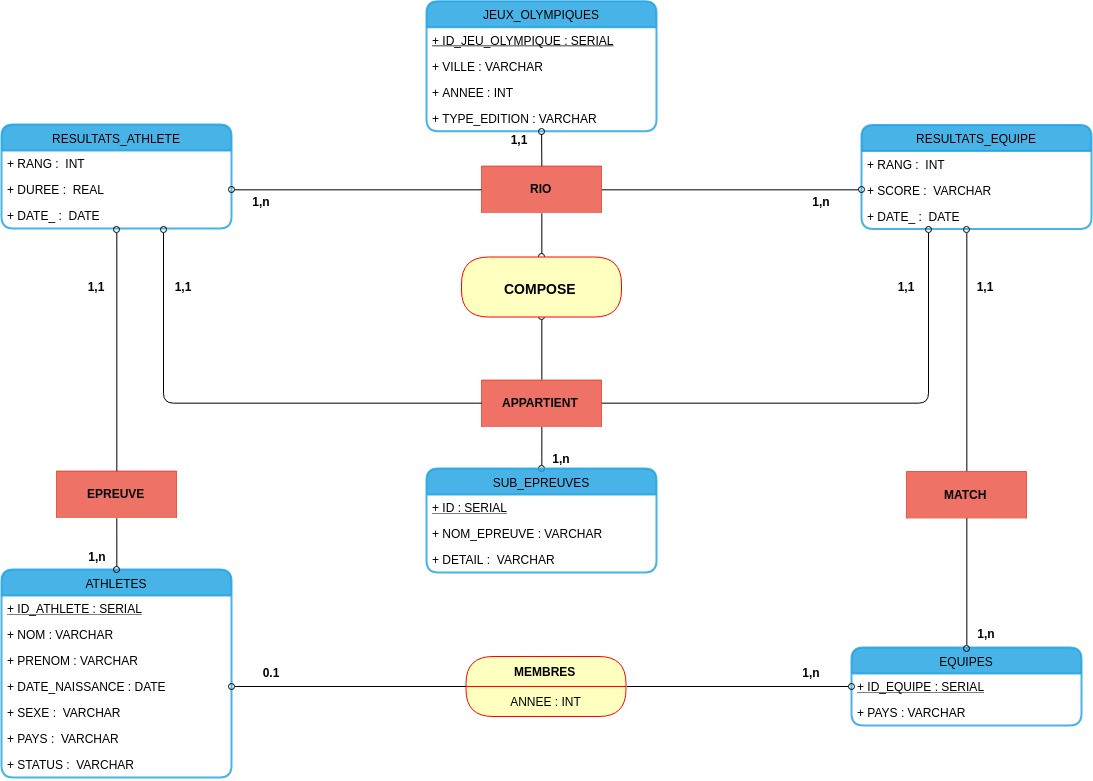 JEUX_OLYMPIQUES
+ ID_JEU_OLYMPIQUE : SERIAL
+ VILLE : VARCHAR
+ ANNEE : INT
+ TYPE_EDITION : VARCHAR
1,1
RESULTATS_ATHLETE
+ RANG : INT
+ DUREE : REAL
+ DATE_ : DATE
RIO
1,n
1,n
RESULTATS_EQUIPE
+ RANG : INT
+ SCORE : VARCHAR
+ DATE_ : DATE
COMPOSE
1,1
1,1
1,1
1,1
APPARTIENT
1,n
SUB_EPREUVES
+ ID : SERIAL
+ NOM_EPREUVE : VARCHAR
+ DETAIL : VARCHAR
EPREUVE
MATCH
1,n
ATHLETES
+ ID_ATHLETE : SERIAL
+ NOM : VARCHAR
+ PRENOM : VARCHAR
+ DATE_NAISSANCE : DATE
+ SEXE : VARCHAR
+ PAYS : VARCHAR
+ STATUS : VARCHAR
0.1
MEMBRES
ANNEE : INT
1,n
1,n
EQUIPES
+ ID_EQUIPE : SERIAL
+ PAYS : VARCHAR